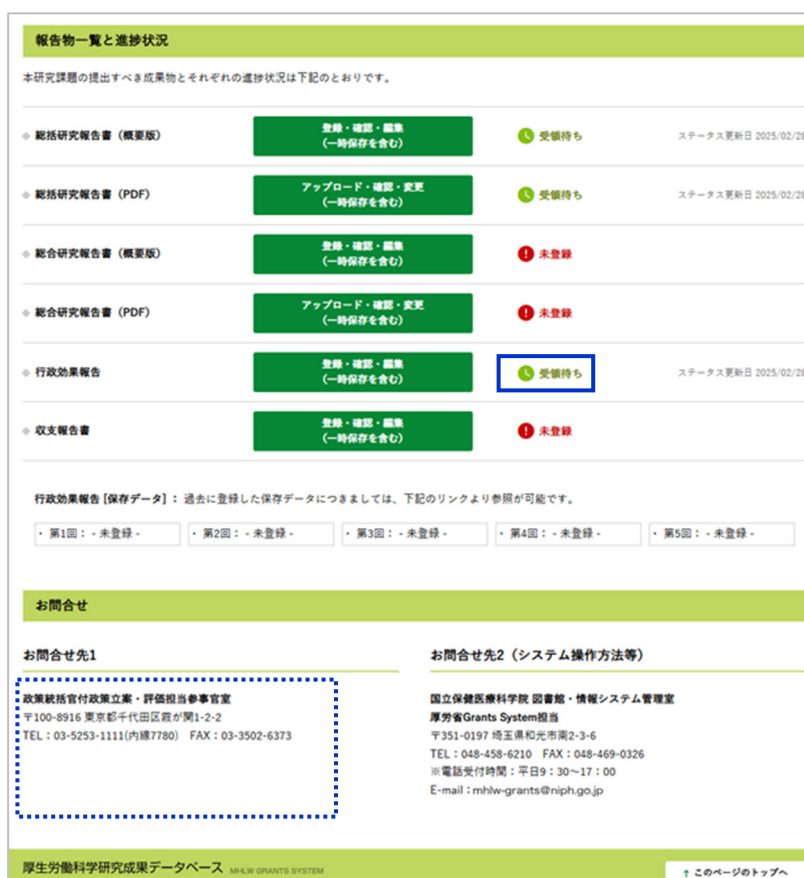 報告物一覧と進捗状況
本研究課題の提出すべき成果物とそれぞれの進捗状況は下記のとおりです。
総括研究報告書（概要版）
登録・確認・編集
（一時保存を含む）
受領待ち
ステータス更新日 2025/02/28
総括研究報告書（PDF）
アップロード・確認・変更
（一時保存を含む）
受領待ち
ステータス更新日 2025/02/28
総合研究報告書（概要版）
登録・確認・編集
（一時保存を含む）
未登録
総合研究報告書（PDF）
アップロード・確認・変更
（一時保存を含む）
未登録
行政効果報告
登録・確認・編集
（一時保存を含む）
受領待ち
ステータス更新日 2025/02/28
収支報告書
登録・確認・編集
（一時保存を含む）
未登録
行政効果報告 [保存データ] ： 過去に登録した保存データにつきましては、下記のリンクより参照が可能です。
・ 第1回： - 未登録 -
・ 第2回： - 未登録 -
・ 第3回： - 未登録 -
・ 第4回： - 未登録 -
・ 第5回： - 未登録 -
お問合せ
お問合せ先1
政策統括官付政策立案・評価担当参事官室
〒100-8916 東京都千代田区霞が関1-2-2
TEL：03-5253-1111(内線7780)　FAX：03-3502-6373
お問合せ先2（システム操作方法等）
国立保健医療科学院 図書館・情報システム管理室
厚労省Grants System担当
〒351-0197 埼玉県和光市南2-3-6
TEL：048-458-6210　FAX：048-469-0326
※電話受付時間：平日9：30〜17：00
E-mail：mhlw-grants@niph.go.jp
厚生労働科学研究成果データベース MHLW GRANTS SYSTEM
↑ このページのトップへ